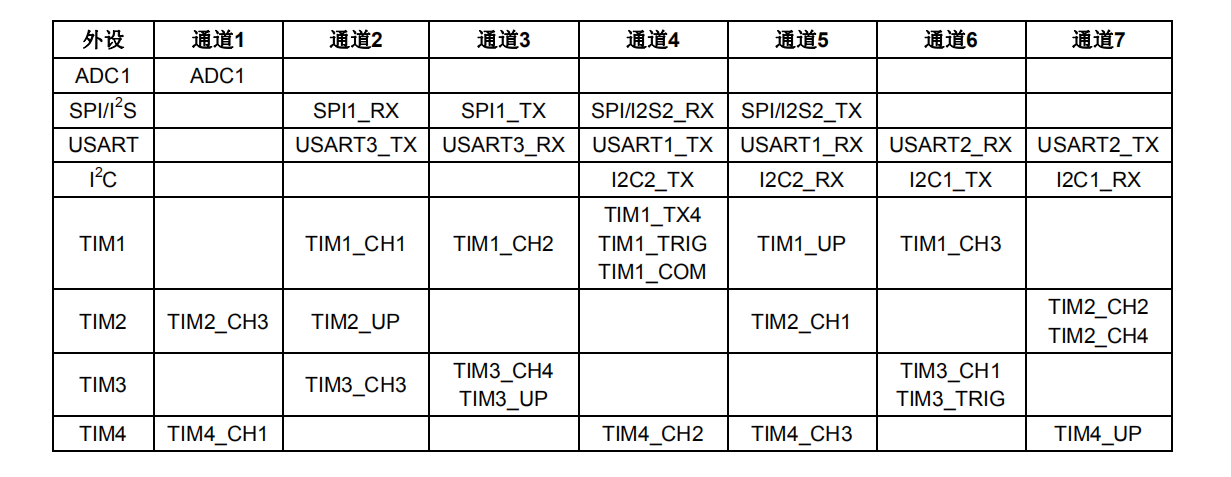 外设 通道1 通道2 通道3 通道4 通道5 通道6 通道7
ADC1 ADC1
SPI/I²S SPI1_RX SPI1_TX SPI/I2S2_RX SPI/I2S2_TX
USART USART3_TX USART3_RX USART1_TX USART1_RX USART2_RX USART2_TX
I²C I2C2_TX I2C2_RX I2C1_TX I2C1_RX
TIM1 TIM1_CH1 TIM1_CH2 TIM1_TX4
TIM1_TRIG
TIM1_COM TIM1_UP TIM1_CH3
TIM2 TIM2_CH3 TIM2_UP TIM2_CH1 TIM2_CH2
TIM2_CH4
TIM3 TIM3_CH3 TIM3_CH4
TIM3_UP TIM3_CH1
TIM3_TRIG
TIM4 TIM4_CH1 TIM4_CH2 TIM4_CH3 TIM4_UP